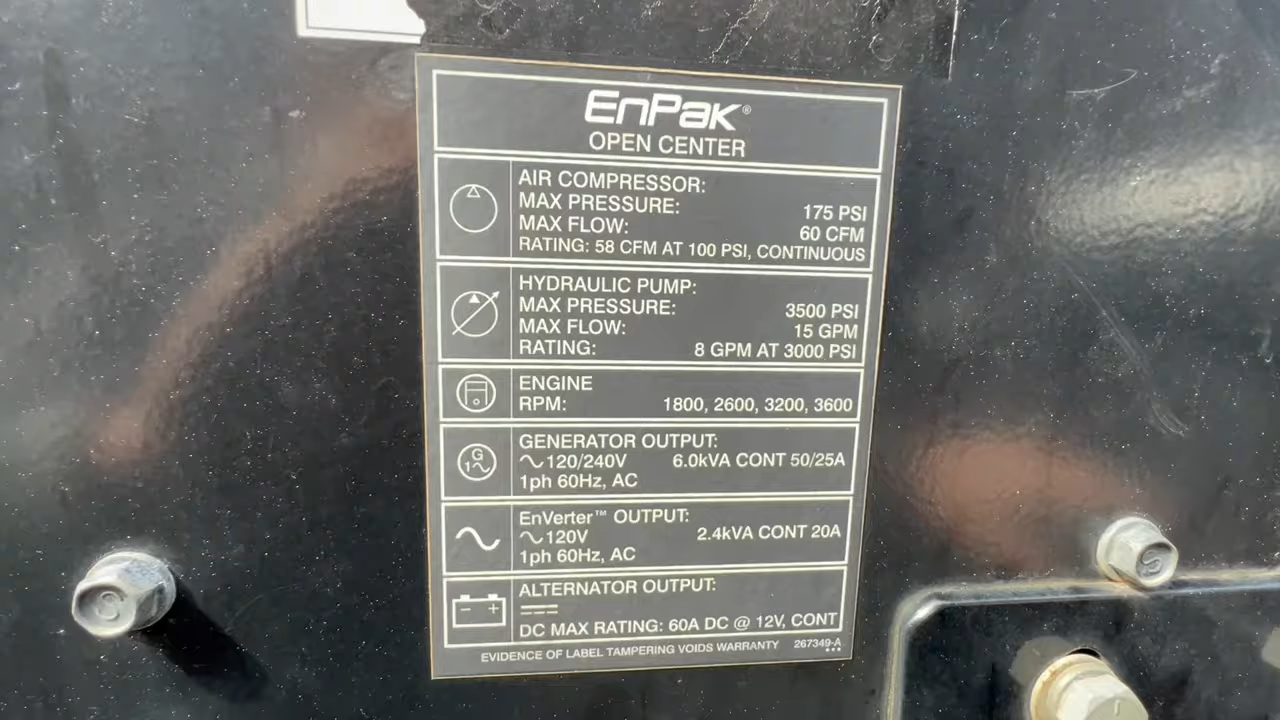 EnPak®
OPEN CENTER
AIR COMPRESSOR:
MAX PRESSURE: 175 PSI
MAX FLOW: 60 CFM
RATING: 58 CFM AT 100 PSI, CONTINUOUS
HYDRAULIC PUMP:
MAX PRESSURE: 3500 PSI
MAX FLOW: 15 GPM
RATING: 8 GPM AT 3000 PSI
ENGINE
RPM: 1800, 2600, 3200, 3600
G
1∿
GENERATOR OUTPUT:
∿120/240V 6.0kVA CONT 50/25A
1ph 60Hz, AC
EnVerter™ OUTPUT:
∿120V 2.4kVA CONT 20A
1ph 60Hz, AC
ALTERNATOR OUTPUT:
- +
DC MAX RATING: 60A DC @ 12V, CONT
EVIDENCE OF LABEL TAMPERING VOIDS WARRANTY 267349-A